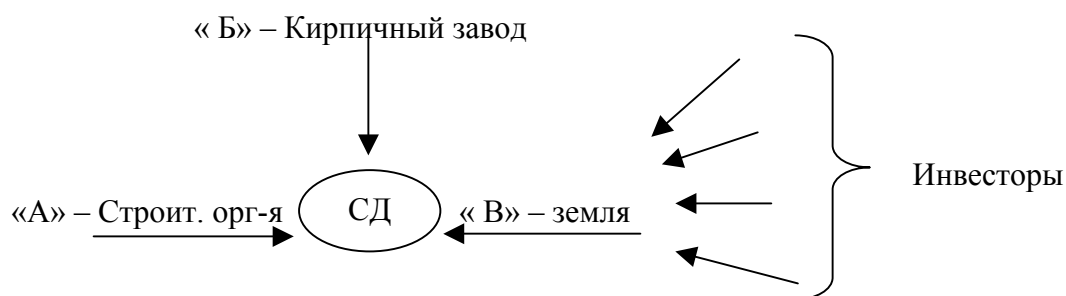 « Б» – Кирпичный завод
Инвесторы
«А» – Строит. орг-я СД « В» – земля